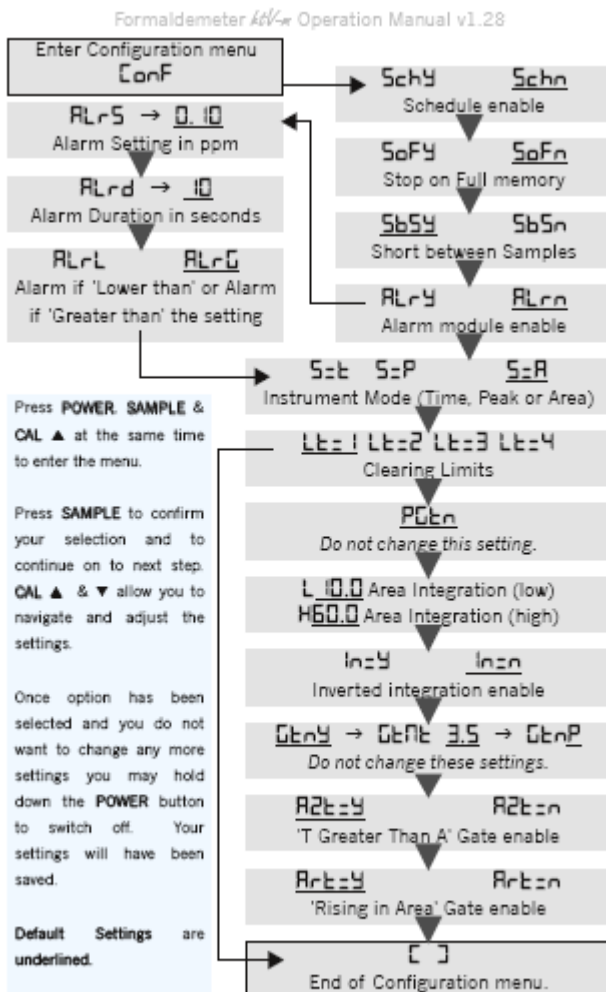 Formaldemeter htV-m Operation Manual v1.28
Enter Configuration menu
ConF
ALrS → 0.10
Alarm Setting in ppm
ALrd → 10
Alarm Duration in seconds
ALrL ALrG
Alarm if 'Lower than' or Alarm
if 'Greater than' the setting
SchY Schn
Schedule enable
SoFY SoFn
Stop on Full memory
SbSY SbSn
Short between Samples
ALrY ALrn
Alarm module enable
S=t S=P S=A
Instrument Mode (Time, Peak or Area)
Lt=1 Lt=2 Lt=3 Lt=4
Clearing Limits
PGtn
Do not change this setting.
L 10.0 Area Integration (low)
H60.0 Area Integration (high)
In=Y In=n
Inverted integration enable
GtnY → GtMt 3.5 → GtnP
Do not change these settings.
A2t=Y A2t=n
'T Greater Than A' Gate enable
Art=Y Art=n
'Rising in Area' Gate enable
[ ]
End of Configuration menu.
Press POWER, SAMPLE &
CAL ▲ at the same time
to enter the menu.
Press SAMPLE to confirm
your selection and to
continue on to next step.
CAL ▲ & ▼ allow you to
navigate and adjust the
settings.
Once option has been
selected and you do not
want to change any more
settings you may hold
down the POWER button
to switch off. Your
settings will have been
saved.
Default Settings are
underlined.